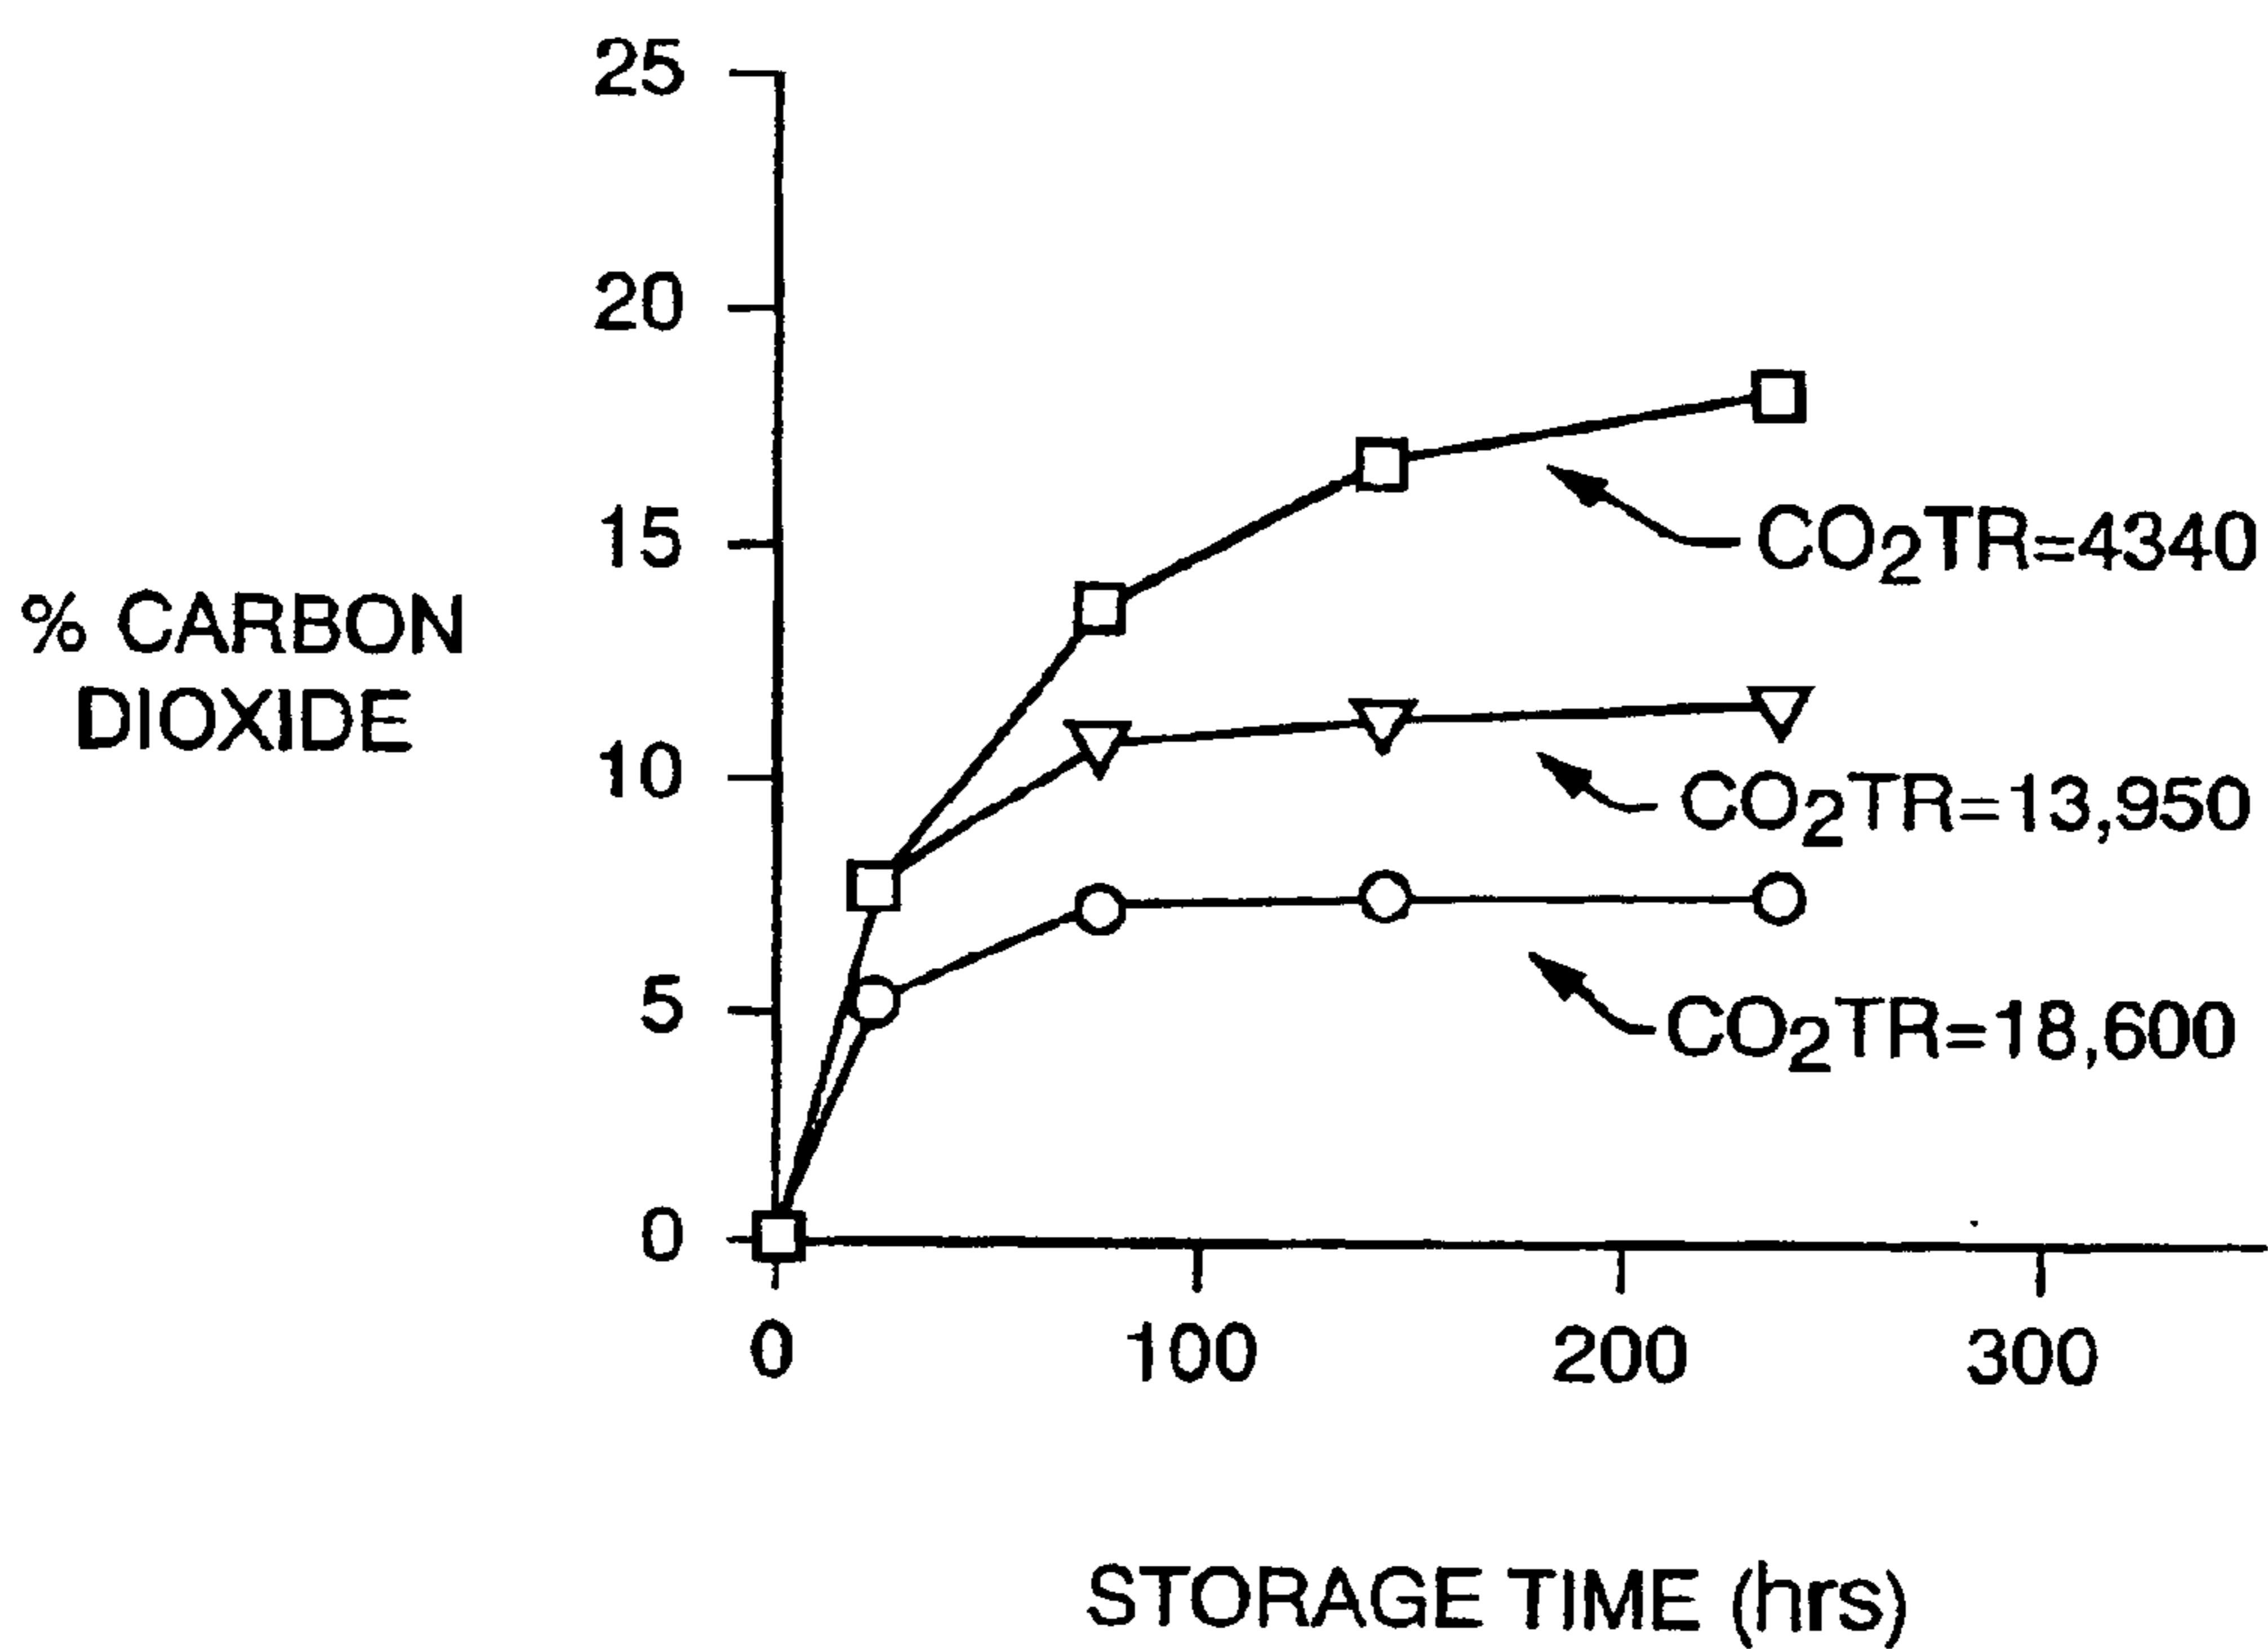 25
20
15
10
5
0
% CARBON
DIOXIDE
CO₂TR=4340
CO₂TR=13,950
CO₂TR=18,600
0
100
200
300
STORAGE TIME (hrs)